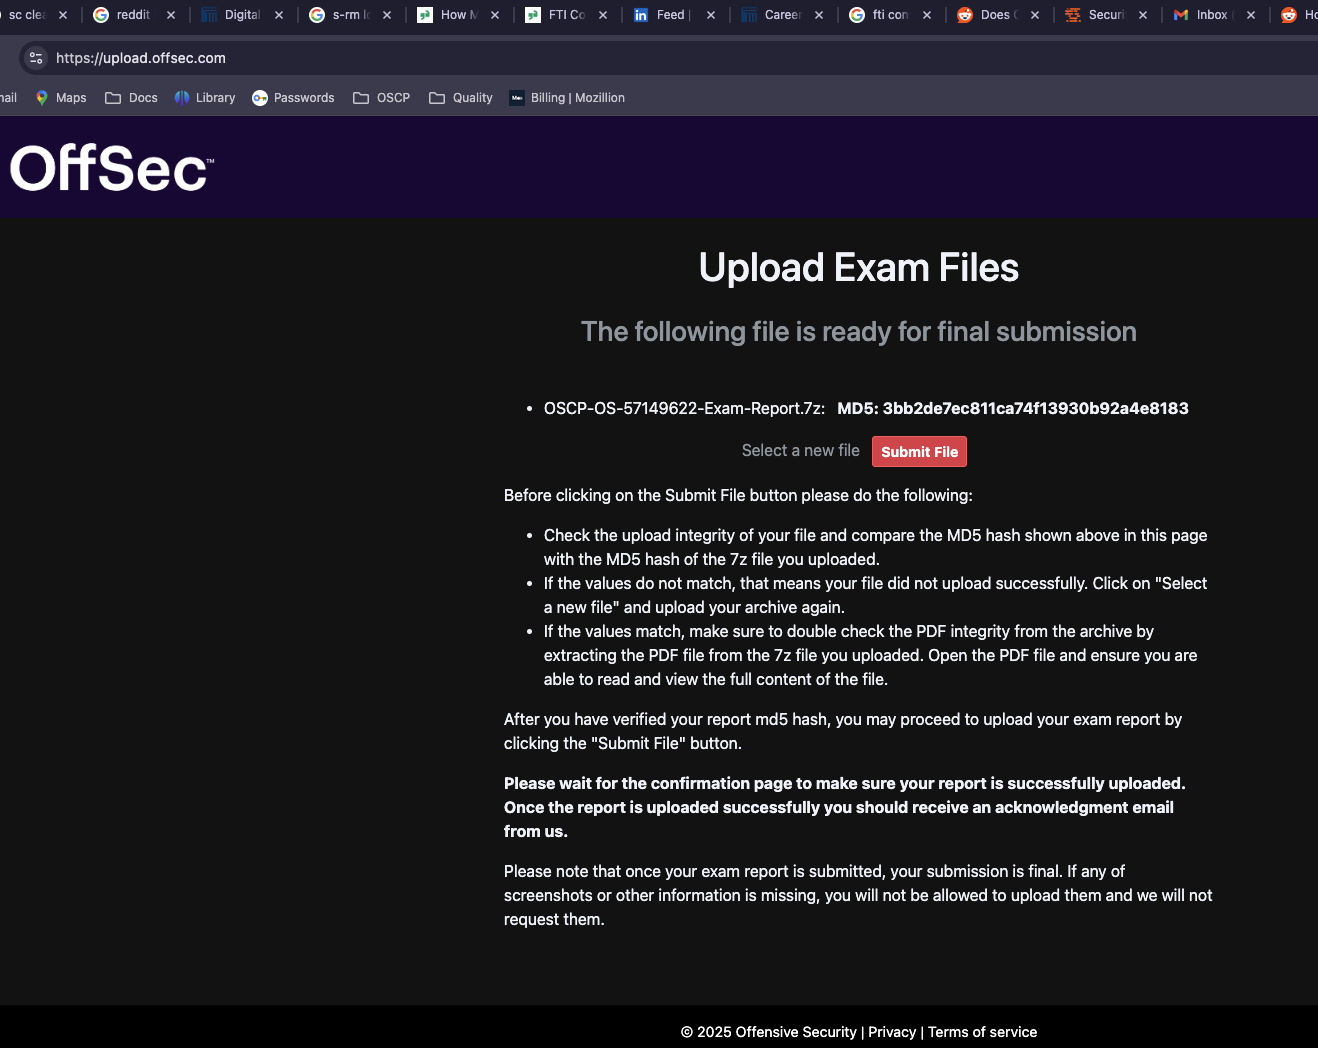 sc clea
reddit
Digital
s-rm
How M
FTI Co
Feed |
Career
fti con
Does
Securi
Inbox
Ho
https://upload.offsec.com
mail
Maps
Docs
Library
Passwords
OSCP
Quality
Billing | Mozillion
OffSec™
Upload Exam Files
The following file is ready for final submission
• OSCP-OS-57149622-Exam-Report.7z: MD5: 3bb2de7ec811ca74f13930b92a4e8183
Select a new file Submit File
Before clicking on the Submit File button please do the following:
• Check the upload integrity of your file and compare the MD5 hash shown above in this page
with the MD5 hash of the 7z file you uploaded.
• If the values do not match, that means your file did not upload successfully. Click on "Select
a new file" and upload your archive again.
• If the values match, make sure to double check the PDF integrity from the archive by
extracting the PDF file from the 7z file you uploaded. Open the PDF file and ensure you are
able to read and view the full content of the file.
After you have verified your report md5 hash, you may proceed to upload your exam report by
clicking the "Submit File" button.
Please wait for the confirmation page to make sure your report is successfully uploaded.
Once the report is uploaded successfully you should receive an acknowledgment email
from us.
Please note that once your exam report is submitted, your submission is final. If any of
screenshots or other information is missing, you will not be allowed to upload them and we will not
request them.
© 2025 Offensive Security | Privacy | Terms of service